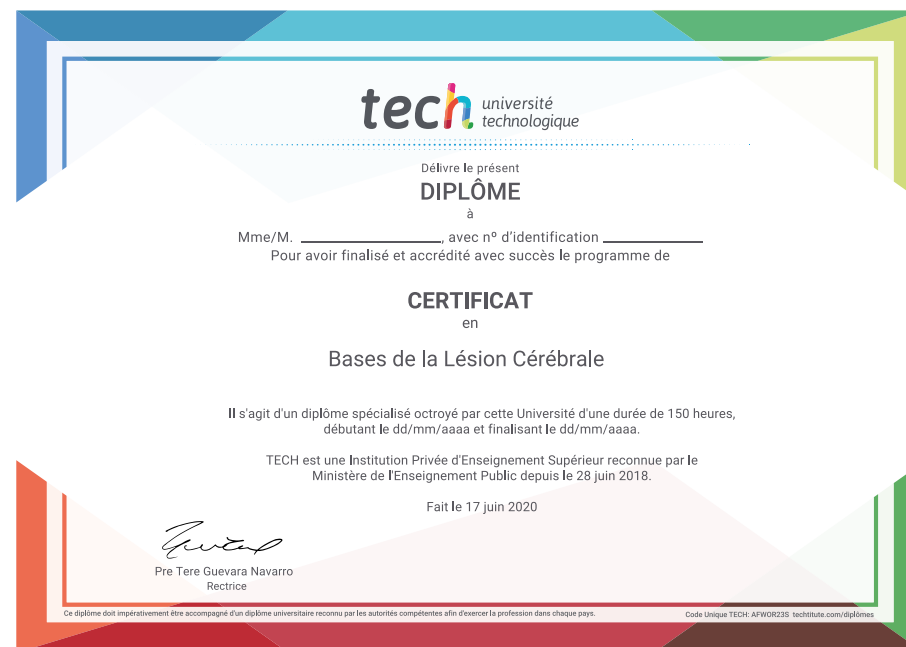 tech université
technologique
Délivre le présent
DIPLÔME
à
Mme/M. ____________________, avec nº d'identification ______________
Pour avoir finalisé et accrédité avec succès le programme de
CERTIFICAT
en
Bases de la Lésion Cérébrale
Il s'agit d'un diplôme spécialisé octroyé par cette Université d'une durée de 150 heures,
débutant le dd/mm/aaaa et finalisant le dd/mm/aaaa.
TECH est une Institution Privée d'Enseignement Supérieur reconnue par le
Ministère de l'Enseignement Public depuis le 28 juin 2018.
Fait le 17 juin 2020
Pre Tere Guevara Navarro
Rectrice
Ce diplôme doit impérativement être accompagné d'un diplôme universitaire reconnu par les autorités compétentes afin d'exercer la profession dans chaque pays.
Code Unique TECH: AFWOR23S techtitute.com/diplômes